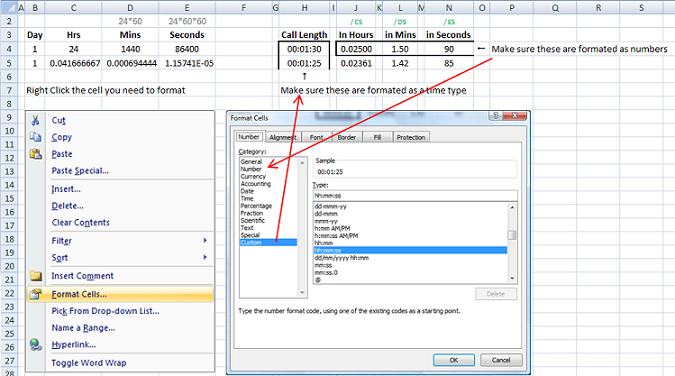 A B C D E F G H I J K L M N O P Q R S
2 24*60 24*60*60 /C5 /D5 /E5
3 Day Hrs Mins Seconds Call Length In Hours in Mins in Seconds
4 1 24 1440 86400 00:01:30 0.02500 1.50 90 ← Make sure these are formated as numbers
5 1 0.041666667 0.000694444 1.15741E-05 00:01:25 0.02361 1.42 85
6 ↑
7 Right Click the cell you need to format Make sure these are formated as a time type
8
9
10
11
12
13
14
15
16
17
18
19
20
21
22
23
24
25
26
27
28
Cut
Copy
Paste
Paste Special...
Insert...
Delete...
Clear Contents
Filter
Sort
Insert Comment
Format Cells...
Pick From Drop-down List...
Name a Range...
Hyperlink...
Toggle Word Wrap
Format Cells
Number Alignment Font Border Fill Protection
Category:
General
Number
Currency
Accounting
Date
Time
Percentage
Fraction
Scientific
Text
Special
Custom
Sample
00:01:25
Type:
hh:mm:ss
dd-mmm-yy
dd-mmm
mmm-yy
h:mm AM/PM
h:mm:ss AM/PM
hh:mm
hh:mm:ss
dd/mm/yyyy hh:mm
mm:ss
mm:ss.0
@
Delete
Type the number format code, using one of the existing codes as a starting point.
OK Cancel